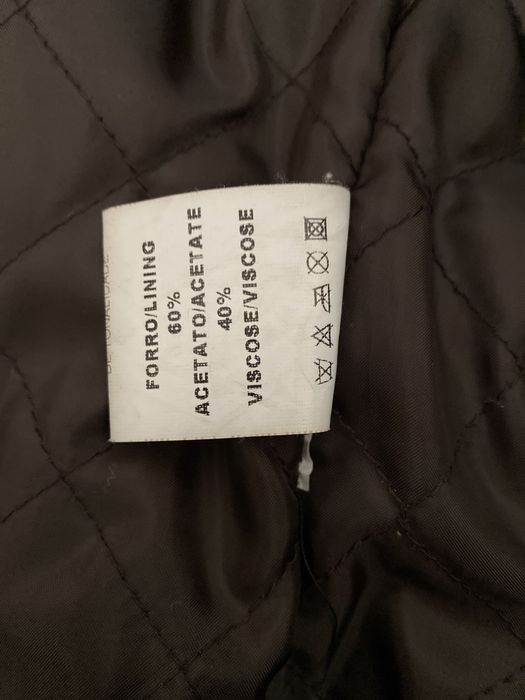 FORRO/LINING
60%
ACETATO/ACETATE
40%
VISCOSE/VISCOSE